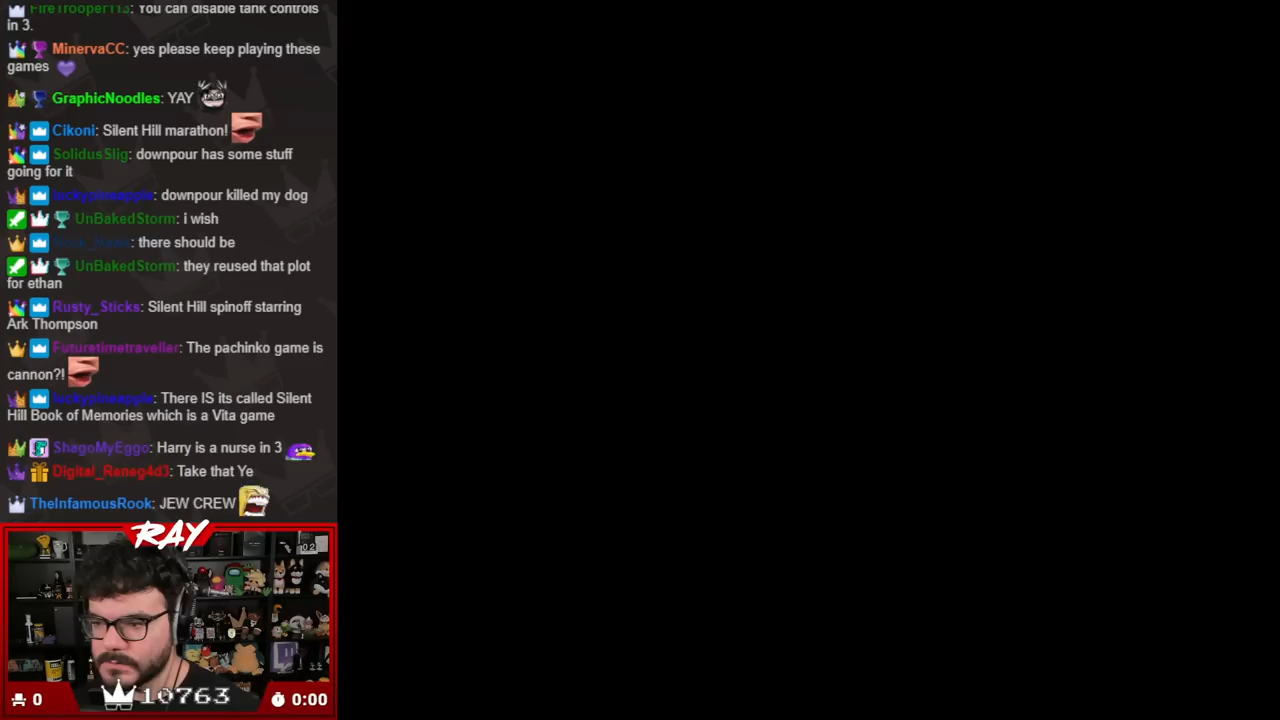 FireTrooper113: You can disable tank controls
in 3.
MinervaCC: yes please keep playing these
games
GraphicNoodles: YAY
Cikoni: Silent Hill marathon!
SolidusSlig: downpour has some stuff
going for it
luckypineapple: downpour killed my dog
UnBakedStorm: i wish
: there should be
UnBakedStorm: they reused that plot
for ethan
Rusty_Sticks: Silent Hill spinoff starring
Ark Thompson
Futuretimetraveller: The pachinko game is
cannon?!
luckypineapple: There IS its called Silent
Hill Book of Memories which is a Vita game
ShagoMyEggo: Harry is a nurse in 3
Digital_Reneg4d3: Take that Ye
TheInfamousRook: JEW CREW
RAY
0
10763
0:00